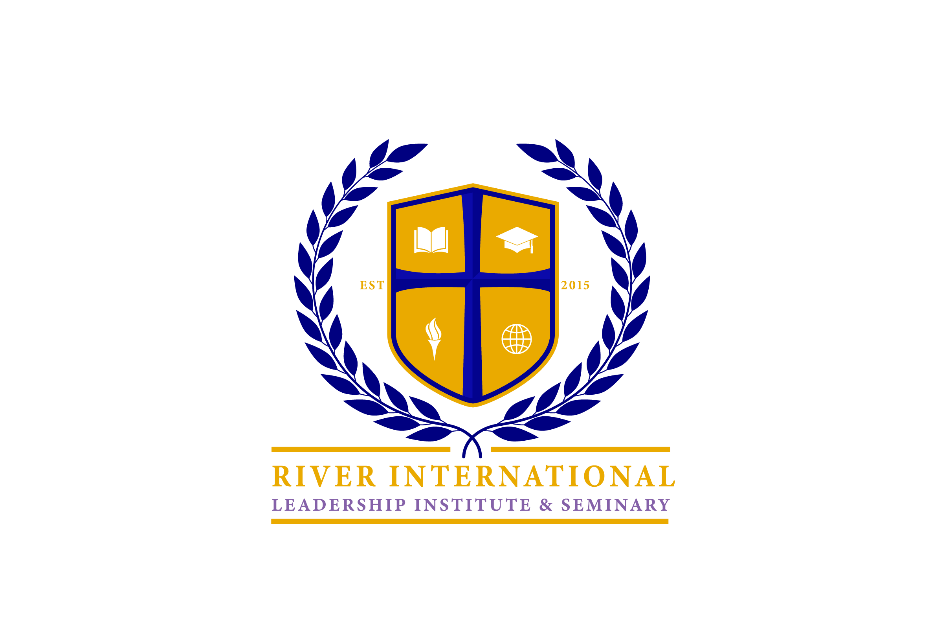 EST 2015
RIVER INTERNATIONAL
LEADERSHIP INSTITUTE & SEMINARY